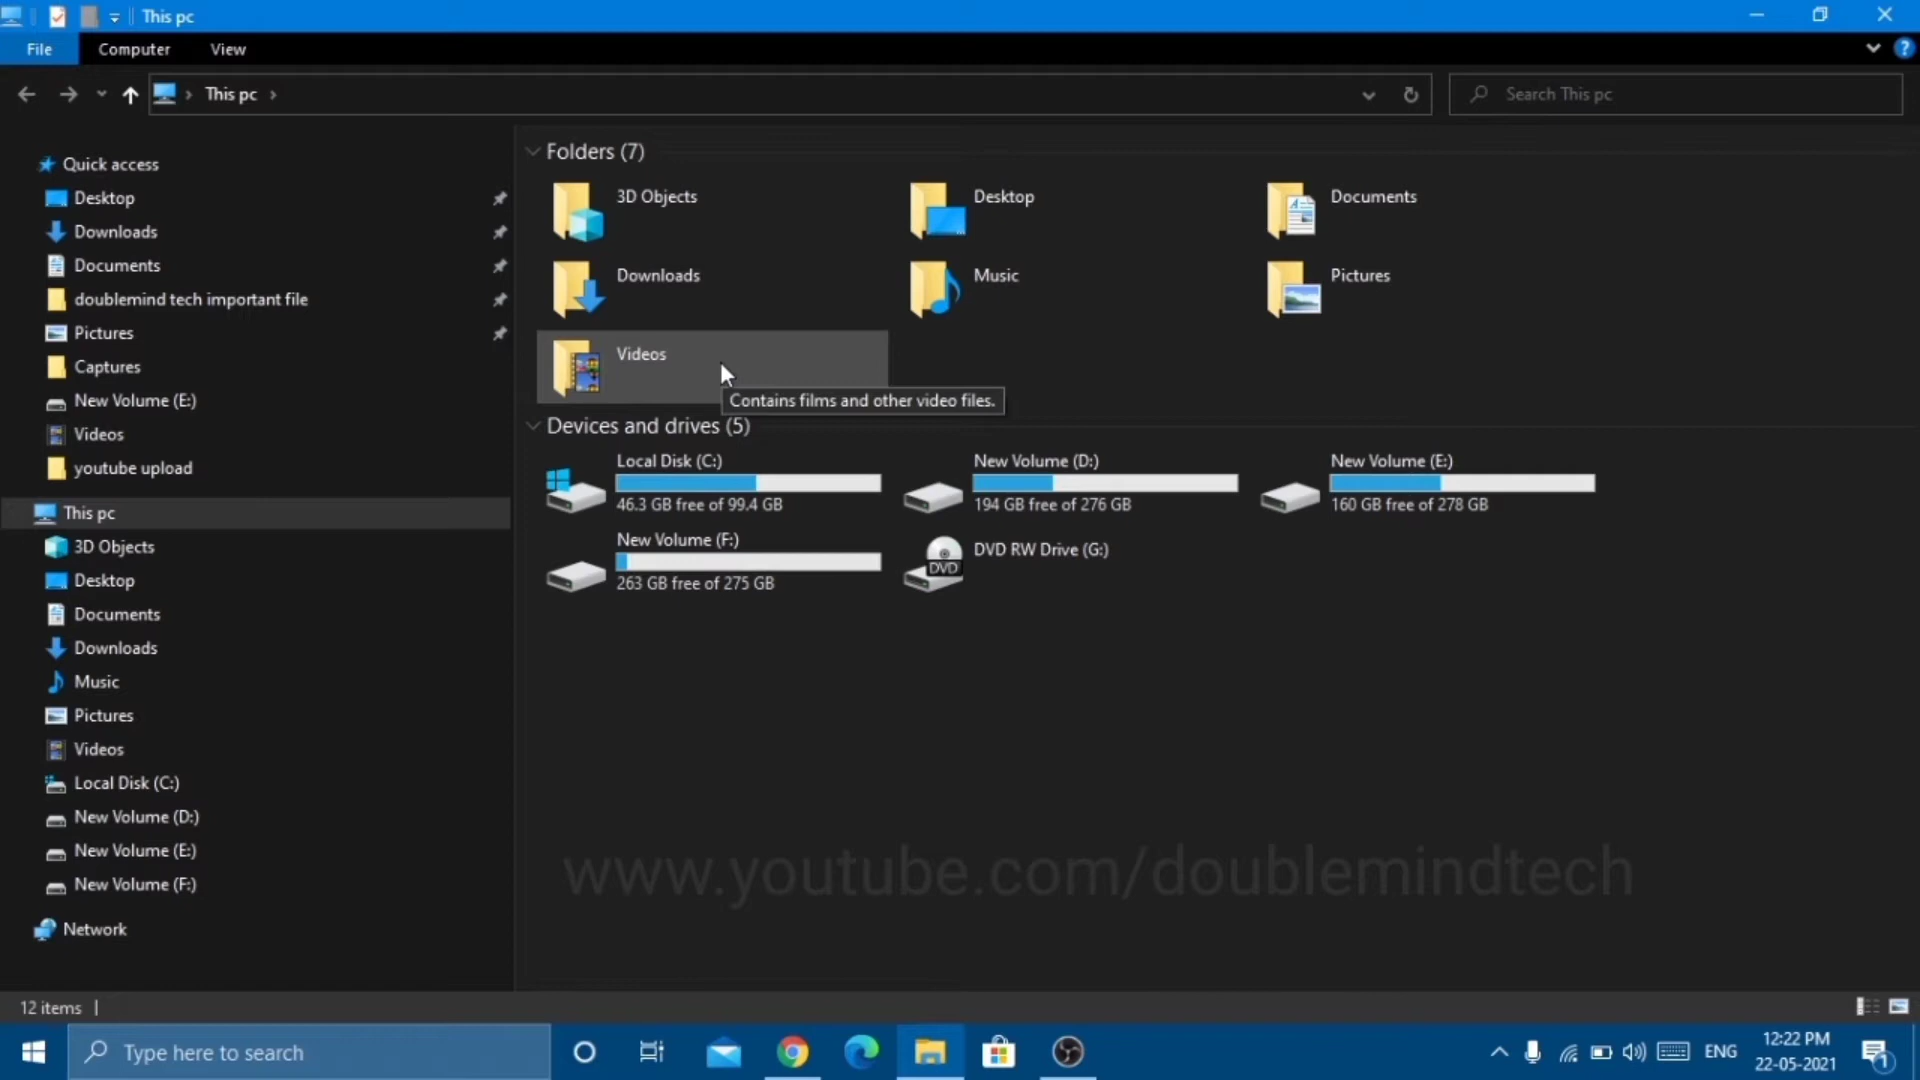 This pc
File Computer View
This pc
Search This pc
Quick access
Desktop
Downloads
Documents
doublemind tech important file
Pictures
Captures
New Volume (E:)
Videos
youtube upload
This pc
3D Objects
Desktop
Documents
Downloads
Music
Pictures
Videos
Local Disk (C:)
New Volume (D:)
New Volume (E:)
New Volume (F:)
Network
Folders (7)
3D Objects
Desktop
Documents
Downloads
Music
Pictures
Videos
Contains films and other video files.
Devices and drives (5)
Local Disk (C:)
46.3 GB free of 99.4 GB
New Volume (D:)
194 GB free of 276 GB
New Volume (E:)
160 GB free of 278 GB
New Volume (F:)
263 GB free of 275 GB
DVD
DVD RW Drive (G:)
www.youtube.com/doublemindtech
12 items
Type here to search
ENG
12:22 PM
22-05-2021
1